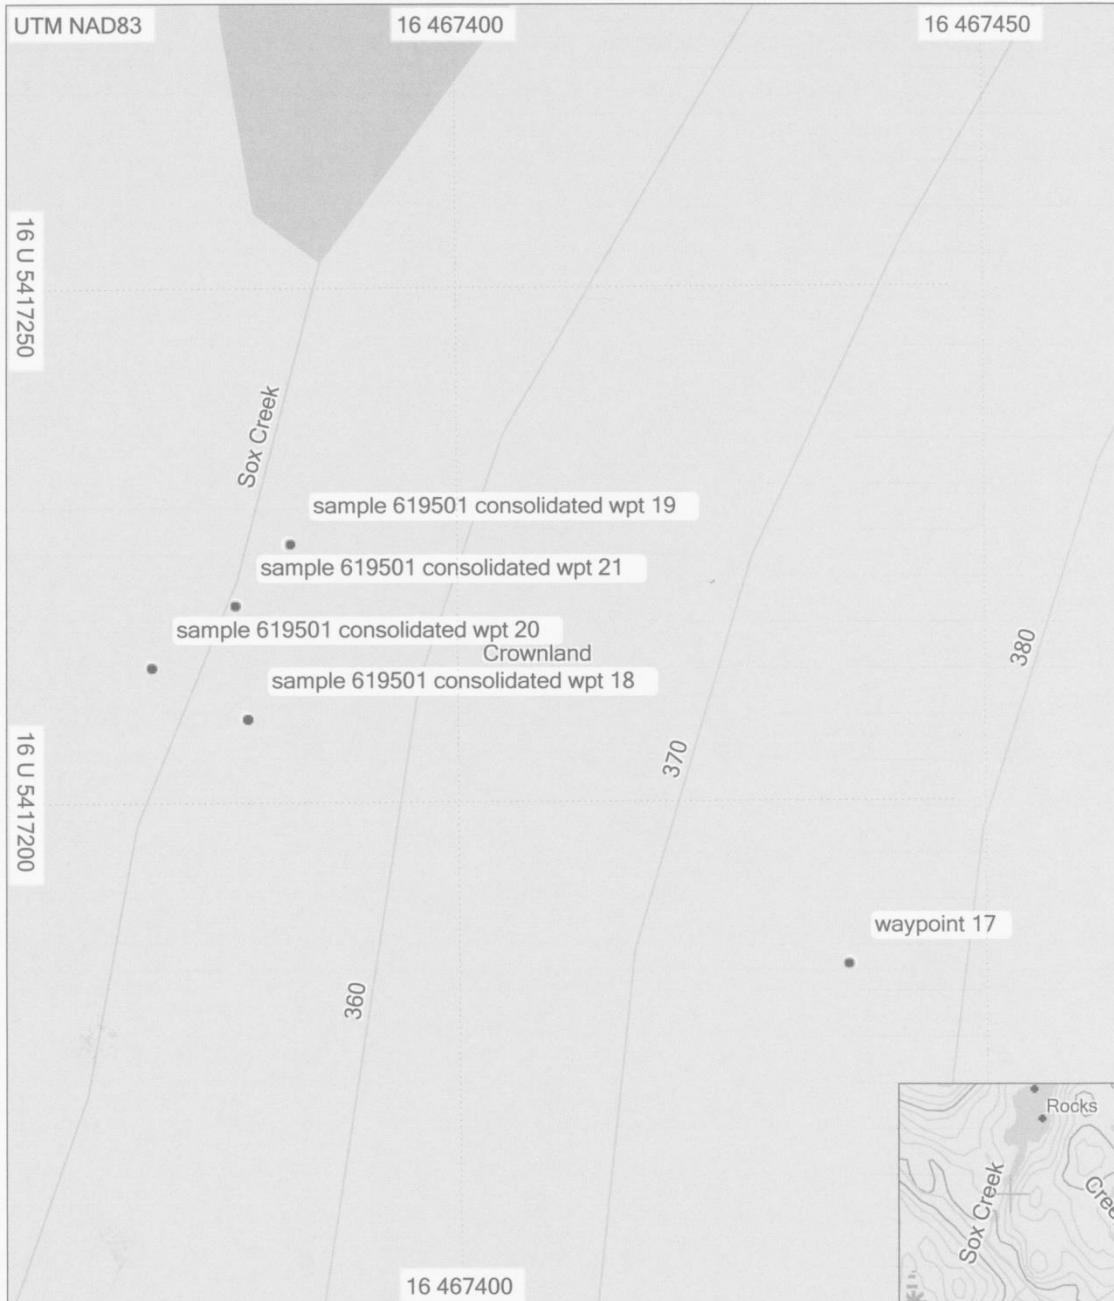 UTM NAD83
16 467400
16 467450
16 U 5417250
Sox Creek
sample 619501 consolidated wpt 19
sample 619501 consolidated wpt 21
sample 619501 consolidated wpt 20
Crownland
sample 619501 consolidated wpt 18
380
370
16 U 5417200
waypoint 17
360
Rocks
Sox Creek
Cree
16 467400